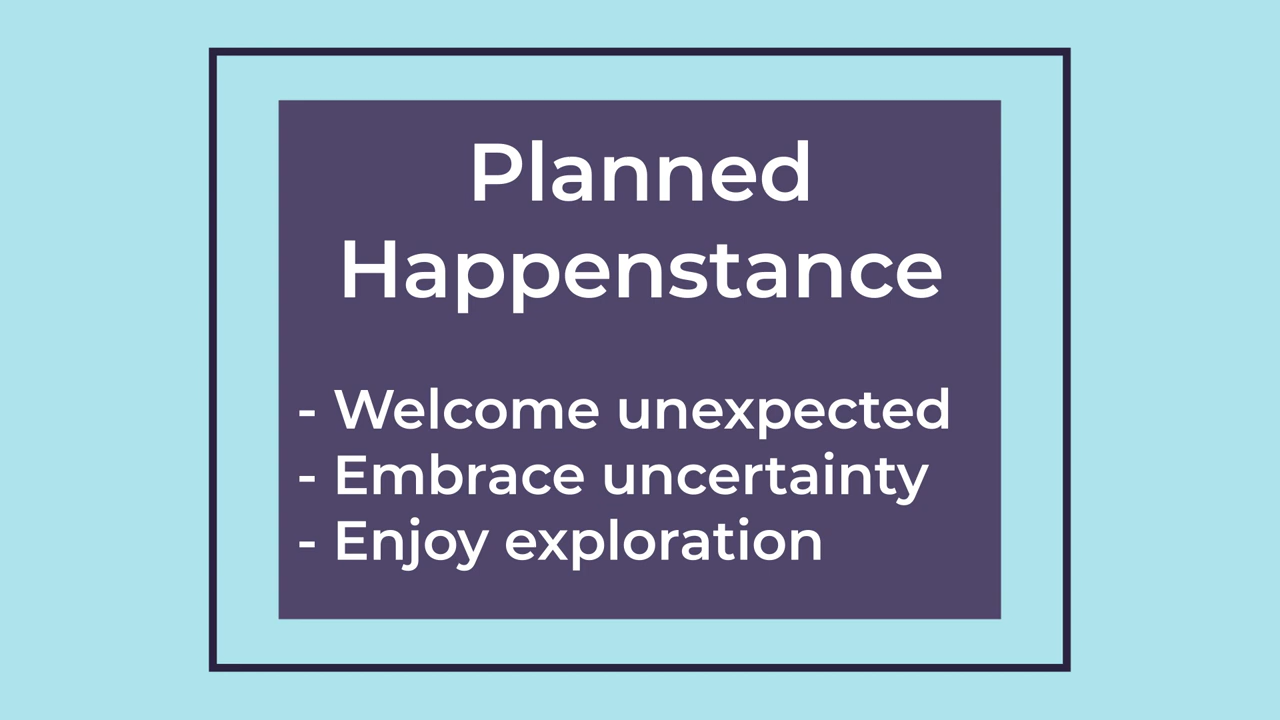 Planned
Happenstance
- Welcome unexpected
- Embrace uncertainty
- Enjoy exploration